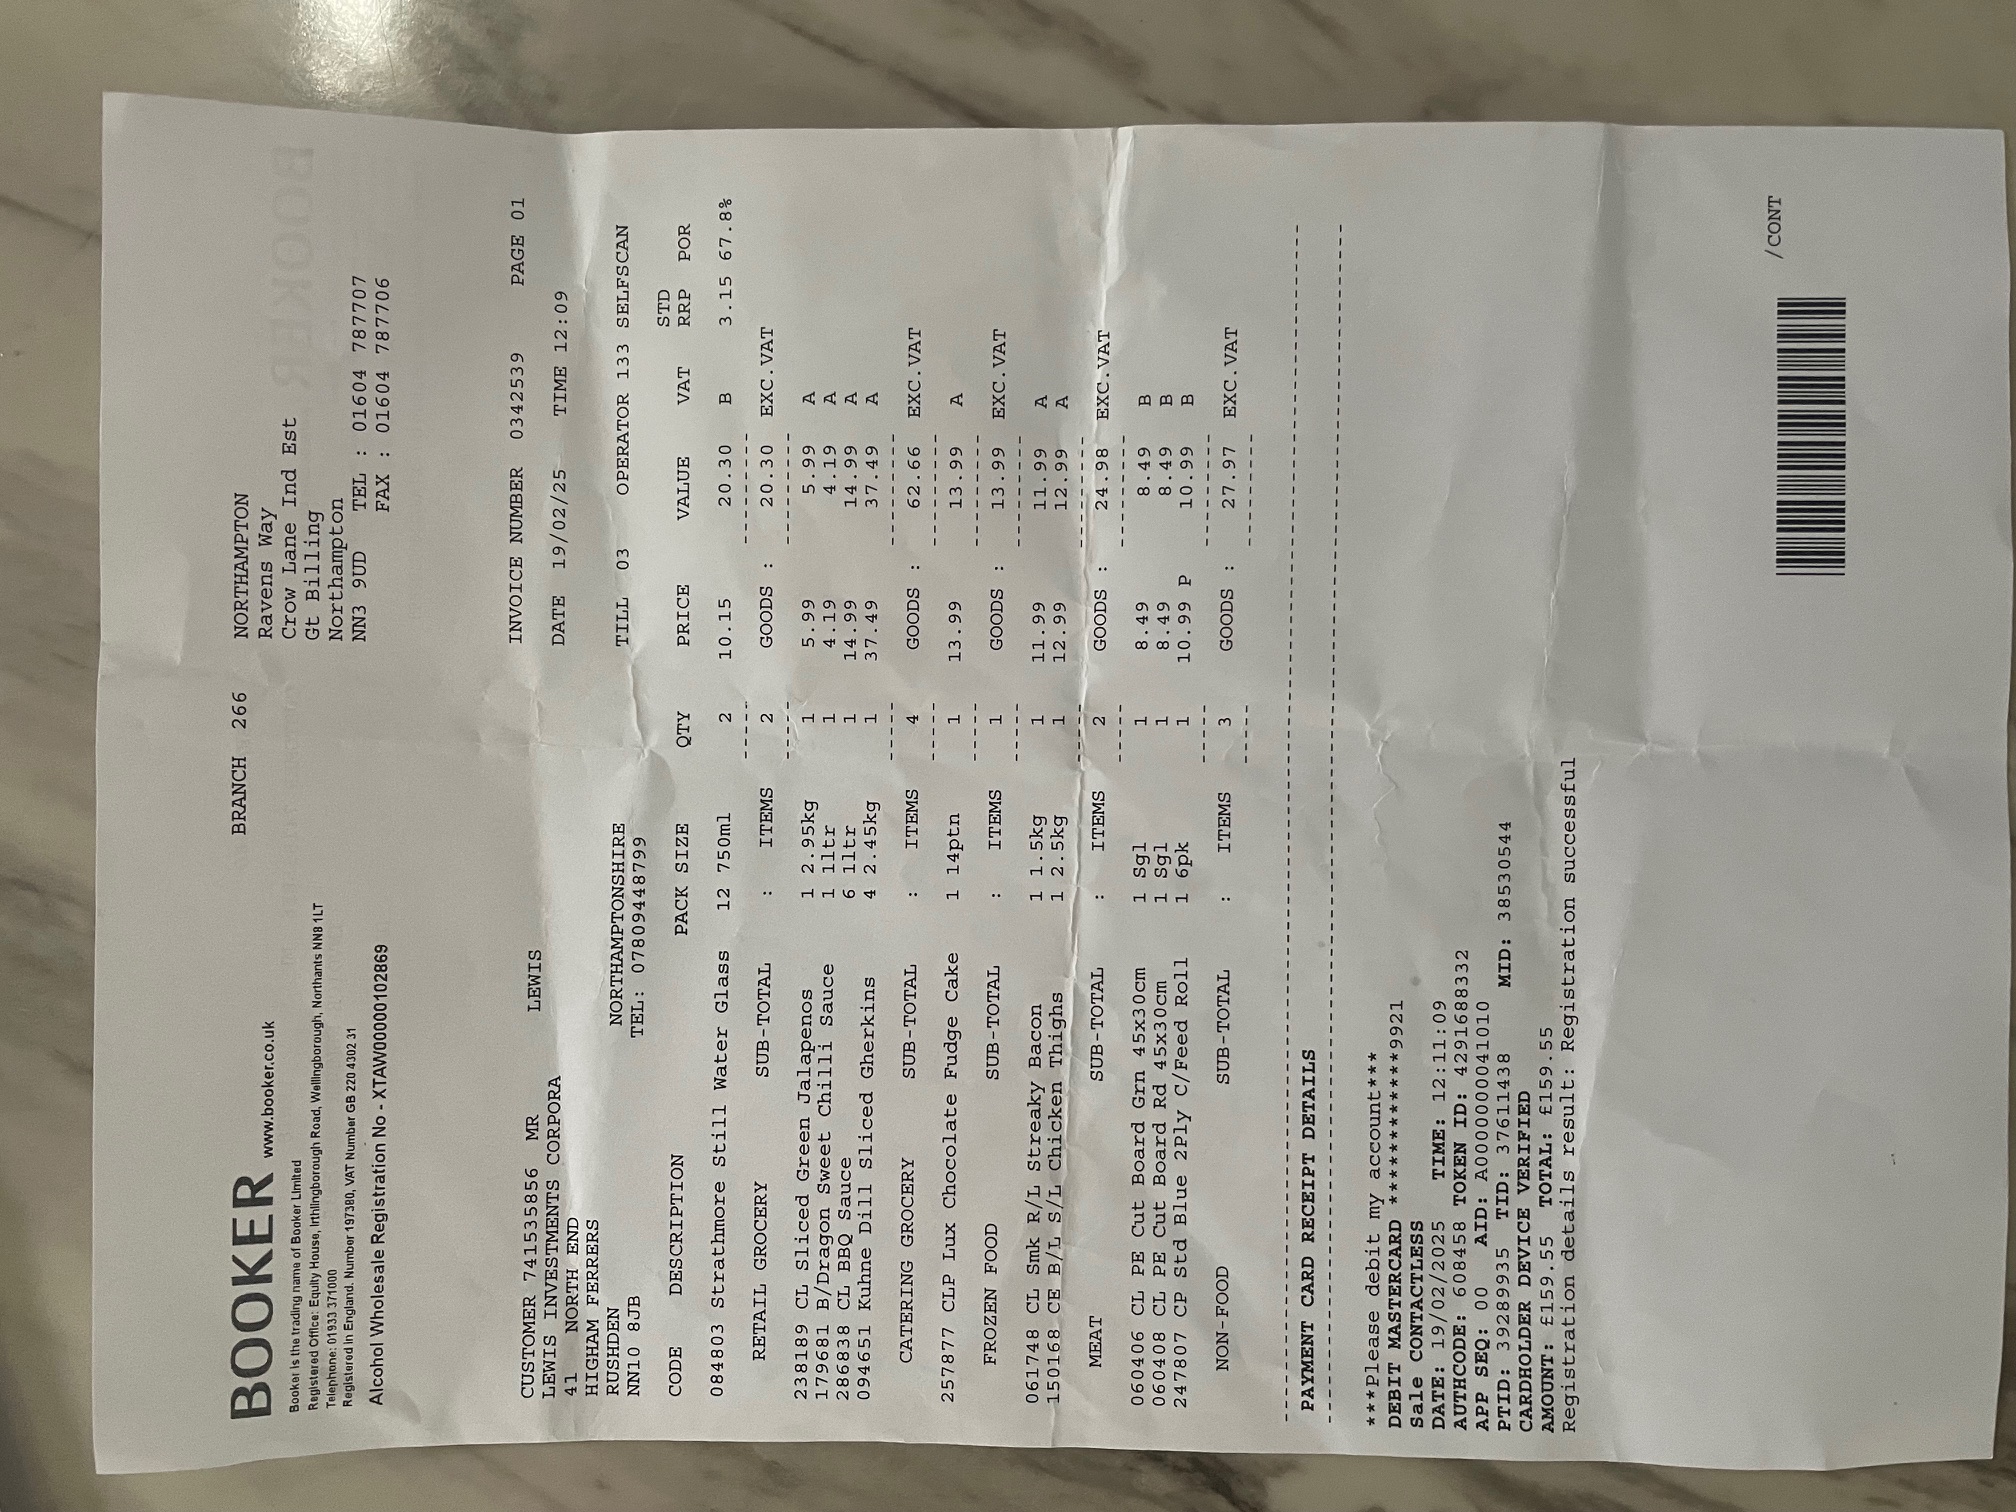 BOOKER www.booker.co.uk
Booker is the trading name of Booker Limited
Registered Office: Equity House, Irthlingborough Road, Wellingborough, Northants NN8 1LT
Telephone: 01933 371000
Registered in England. Number 197380, VAT Number GB 220 4302 31
Alcohol Wholesale Registration No - XTAW00000102869
BRANCH 266
NORTHAMPTON
Ravens Way
Crow Lane Ind Est
Gt Billing
Northampton
NN3 9UD TEL : 01604 787707
FAX : 01604 787706
CUSTOMER 741535856 MR LEWIS
LEWIS INVESTMENTS CORPORA
41 NORTH END
HIGHAM FERRERS
RUSHDEN NORTHAMPTONSHIRE
NN10 8JB TEL: 07809448799
INVOICE NUMBER 0342539 PAGE 01
DATE 19/02/25 TIME 12:09
TILL 03 OPERATOR 133 SELFSCAN
CODE DESCRIPTION PACK SIZE QTY PRICE VALUE VAT STD RRP POR
084803 Strathmore Still Water Glass 12 750ml 2 10.15 20.30 B 3.15 67.8%
RETAIL GROCERY SUB-TOTAL : ITEMS 2 GOODS : 20.30 EXC.VAT
238189 CL Sliced Green Jalapenos 1 2.95kg 1 5.99 5.99 A
179681 B/Dragon Sweet Chilli Sauce 1 1ltr 1 4.19 4.19 A
286838 CL BBQ Sauce 6 1ltr 1 14.99 14.99 A
094651 Kuhne Dill Sliced Gherkins 4 2.45kg 1 37.49 37.49 A
CATERING GROCERY SUB-TOTAL : ITEMS 4 GOODS : 62.66 EXC.VAT
257877 CLP Lux Chocolate Fudge Cake 1 14ptn 1 13.99 13.99 A
FROZEN FOOD SUB-TOTAL : ITEMS 1 GOODS : 13.99 EXC.VAT
061748 CL Smk R/L Streaky Bacon 1 1.5kg 1 11.99 11.99 A
150168 CE B/L S/L Chicken Thighs 1 2.5kg 1 12.99 12.99 A
MEAT SUB-TOTAL : ITEMS 2 GOODS : 24.98 EXC.VAT
060406 CL PE Cut Board Grn 45x30cm 1 Sgl 1 8.49 8.49 B
060408 CL PE Cut Board Rd 45x30cm 1 Sgl 1 8.49 8.49 B
247807 CP Std Blue 2Ply C/Feed Roll 1 6pk 1 10.99 P 10.99 B
NON-FOOD SUB-TOTAL : ITEMS 3 GOODS : 27.97 EXC.VAT
PAYMENT CARD RECEIPT DETAILS
***Please debit my account***
DEBIT MASTERCARD ************9921
Sale CONTACTLESS
DATE: 19/02/2025 TIME: 12:11:09
AUTHCODE: 608458 TOKEN ID: 4291688332
APP SEQ: 00 AID: A0000000041010
PTID: 39289935 TID: 37611438 MID: 38530544
CARDHOLDER DEVICE VERIFIED
AMOUNT: £159.55 TOTAL: £159.55
Registration details result: Registration successful
/CONT